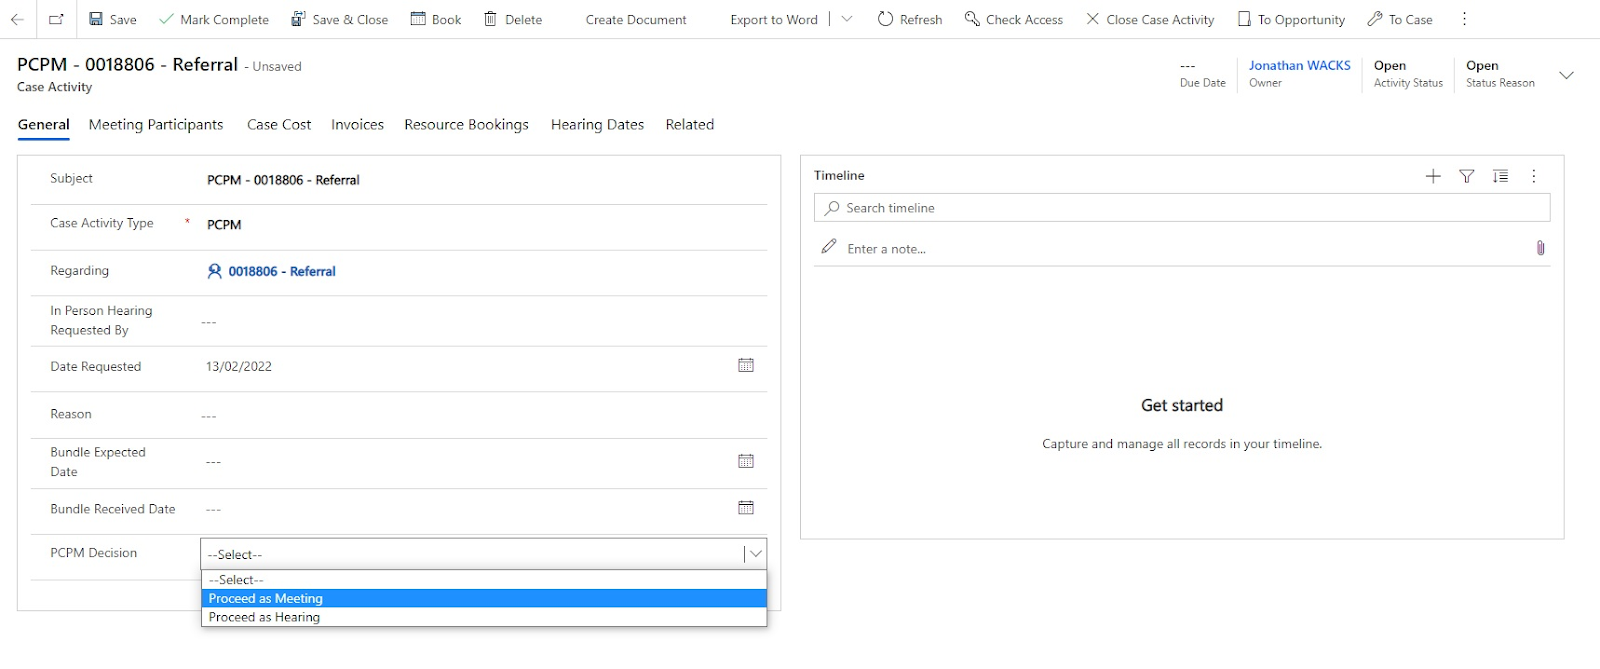 Save Mark Complete Save & Close Book Delete Create Document Export to Word Refresh Check Access Close Case Activity To Opportunity To Case
PCPM - 0018806 - Referral - Unsaved
Case Activity
--- Due Date
Jonathan WACKS Owner
Open Activity Status
Open Status Reason
General Meeting Participants Case Cost Invoices Resource Bookings Hearing Dates Related
Subject PCPM - 0018806 - Referral
Case Activity Type * PCPM
Regarding 0018806 - Referral
In Person Hearing
Requested By ---
Date Requested 13/02/2022
Reason ---
Bundle Expected
Date ---
Bundle Received Date ---
PCPM Decision --Select--
--Select--
Proceed as Meeting
Proceed as Hearing
Timeline
Search timeline
Enter a note...
Get started
Capture and manage all records in your timeline.